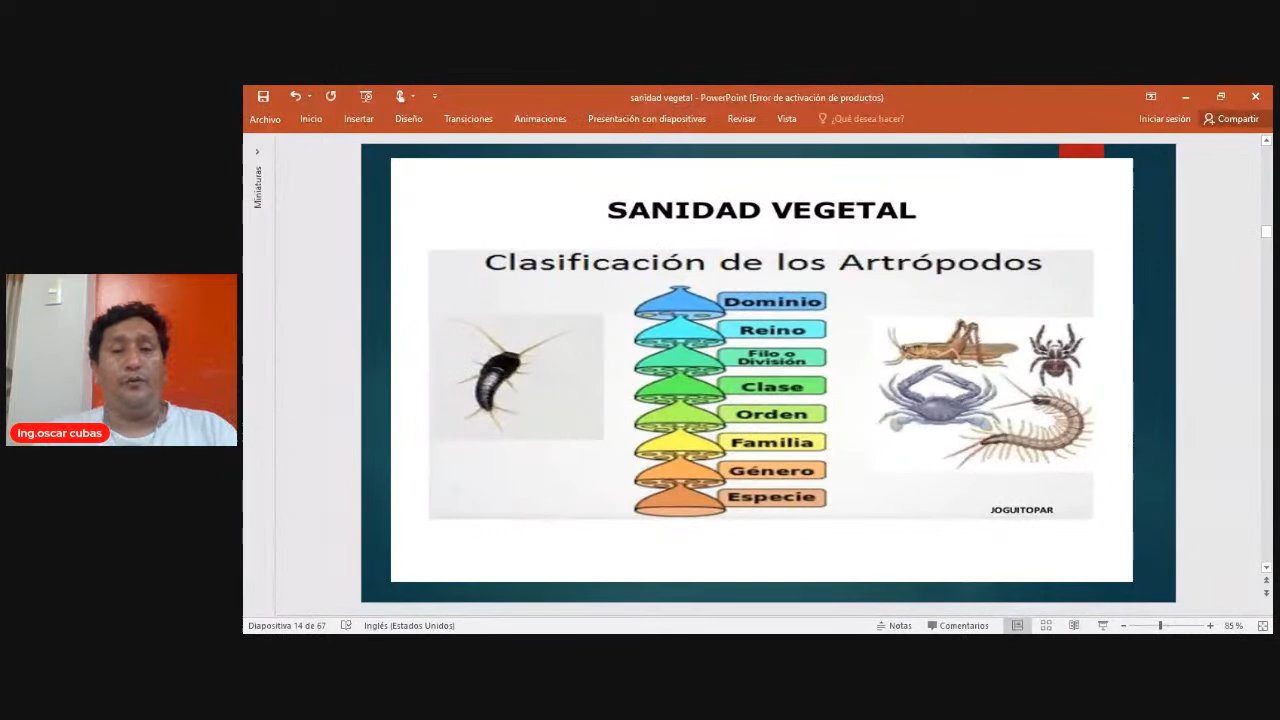 sanidad vegetal - PowerPoint (Error de activación de productos)
Archivo Inicio Insertar Diseño Transiciones Animaciones Presentación con diapositivas Revisar Vista ¿Qué desea hacer? Iniciar sesión Compartir
Miniaturas
SANIDAD VEGETAL
Clasificación de los Artrópodos
Dominio
Reino
Filo o
División
Clase
Orden
Familia
Género
Especie
JOGUITOPAR
ing.oscar cubas
Diapositiva 14 de 67 Inglés (Estados Unidos) Notas Comentarios 85 %